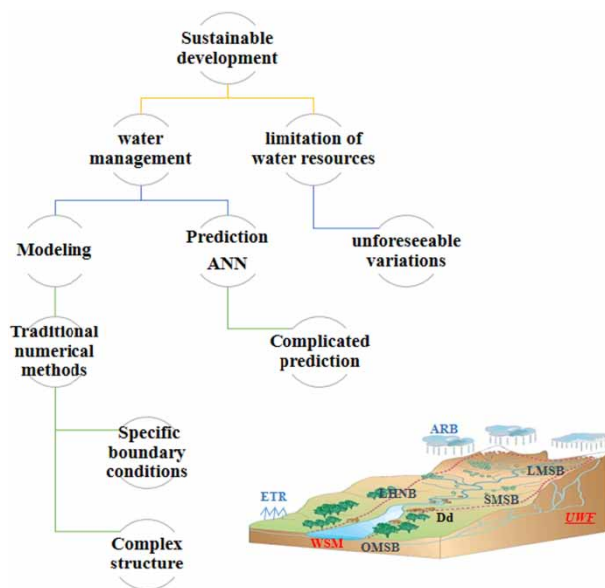 Sustainable
development
water
management
limitation of
water resources
Modeling
Prediction
ANN
unforeseeable
variations
Traditional
numerical
methods
Complicated
prediction
Specific
boundary
conditions
Complex
structure
ARB
LMSB
LHNB
SMSB
ETR
Dd
UWF
WSM
OMSB